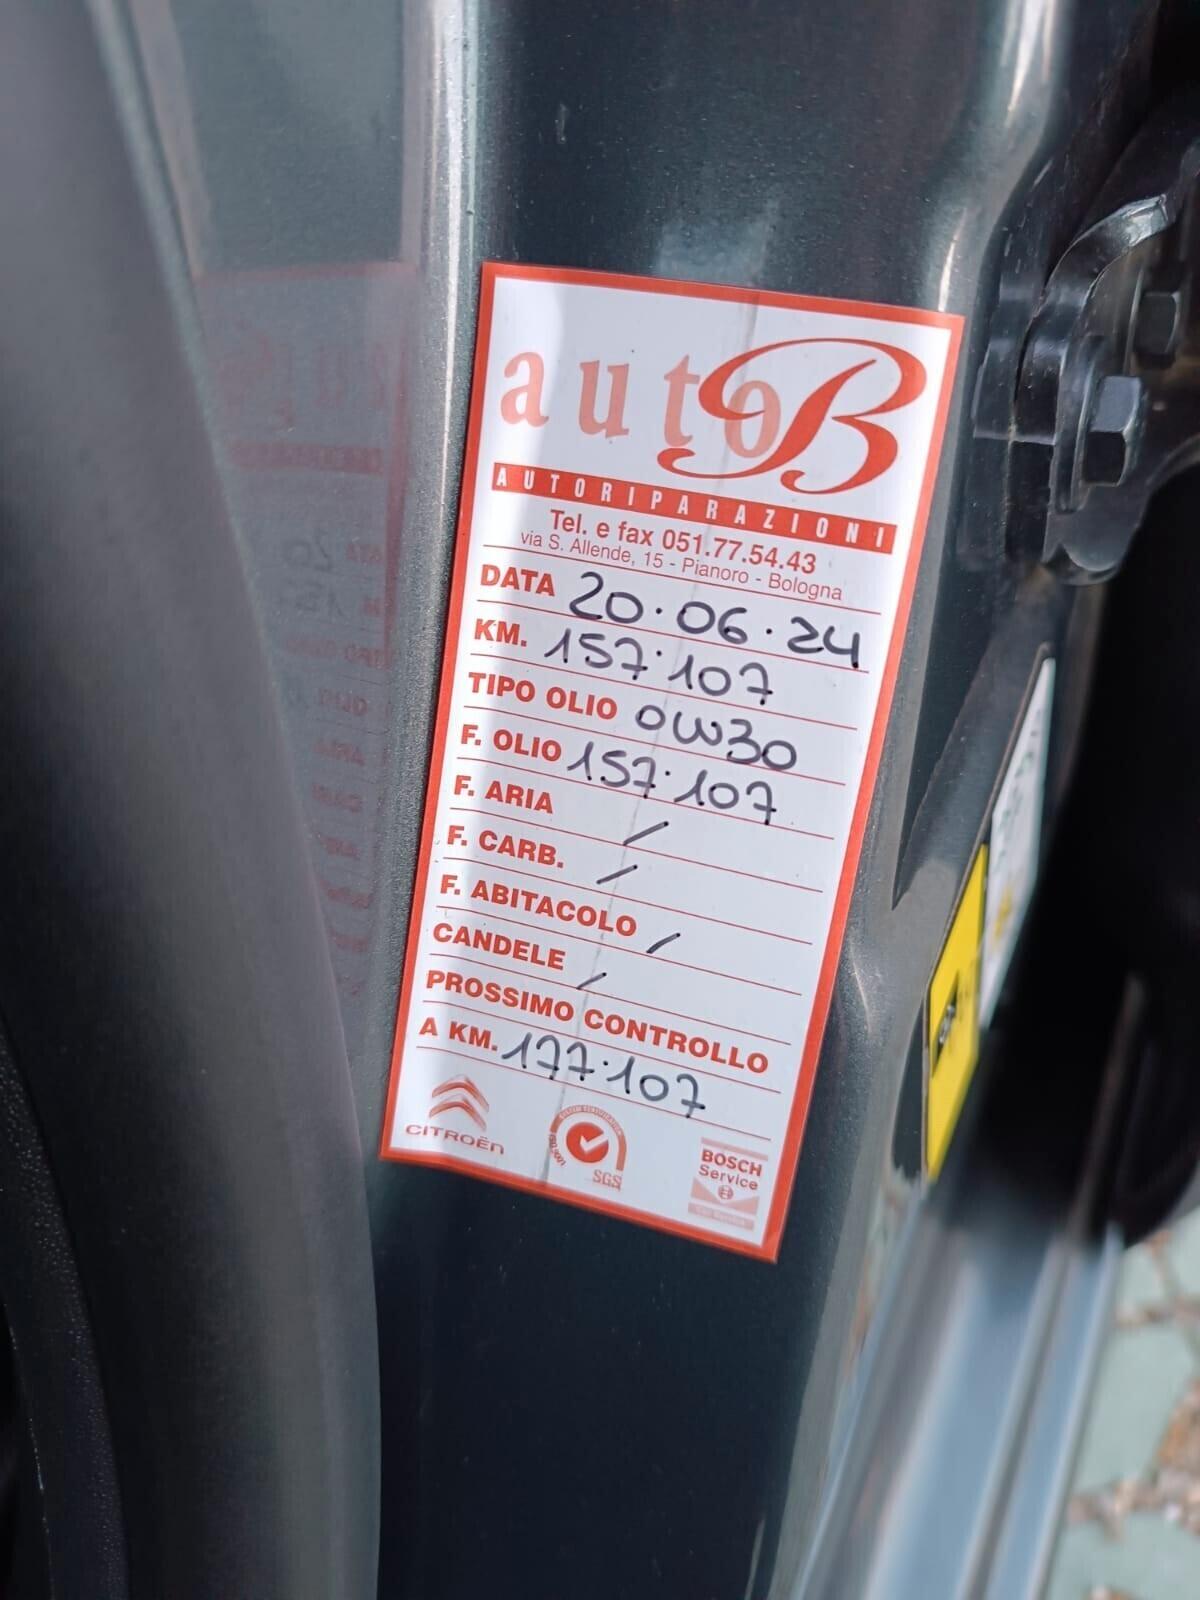 autoB
AUTORIPARAZIONI
Tel. e fax 051.77.54.43
via S. Allende, 15 - Pianoro - Bologna
DATA 20.06.24
KM. 157.107
TIPO OLIO 0W30
F. OLIO 157.107
F. ARIA /
F. CARB. /
F. ABITACOLO /
CANDELE /
PROSSIMO CONTROLLO
A KM. 177.107
CITROËN
SGS
BOSCH
Service